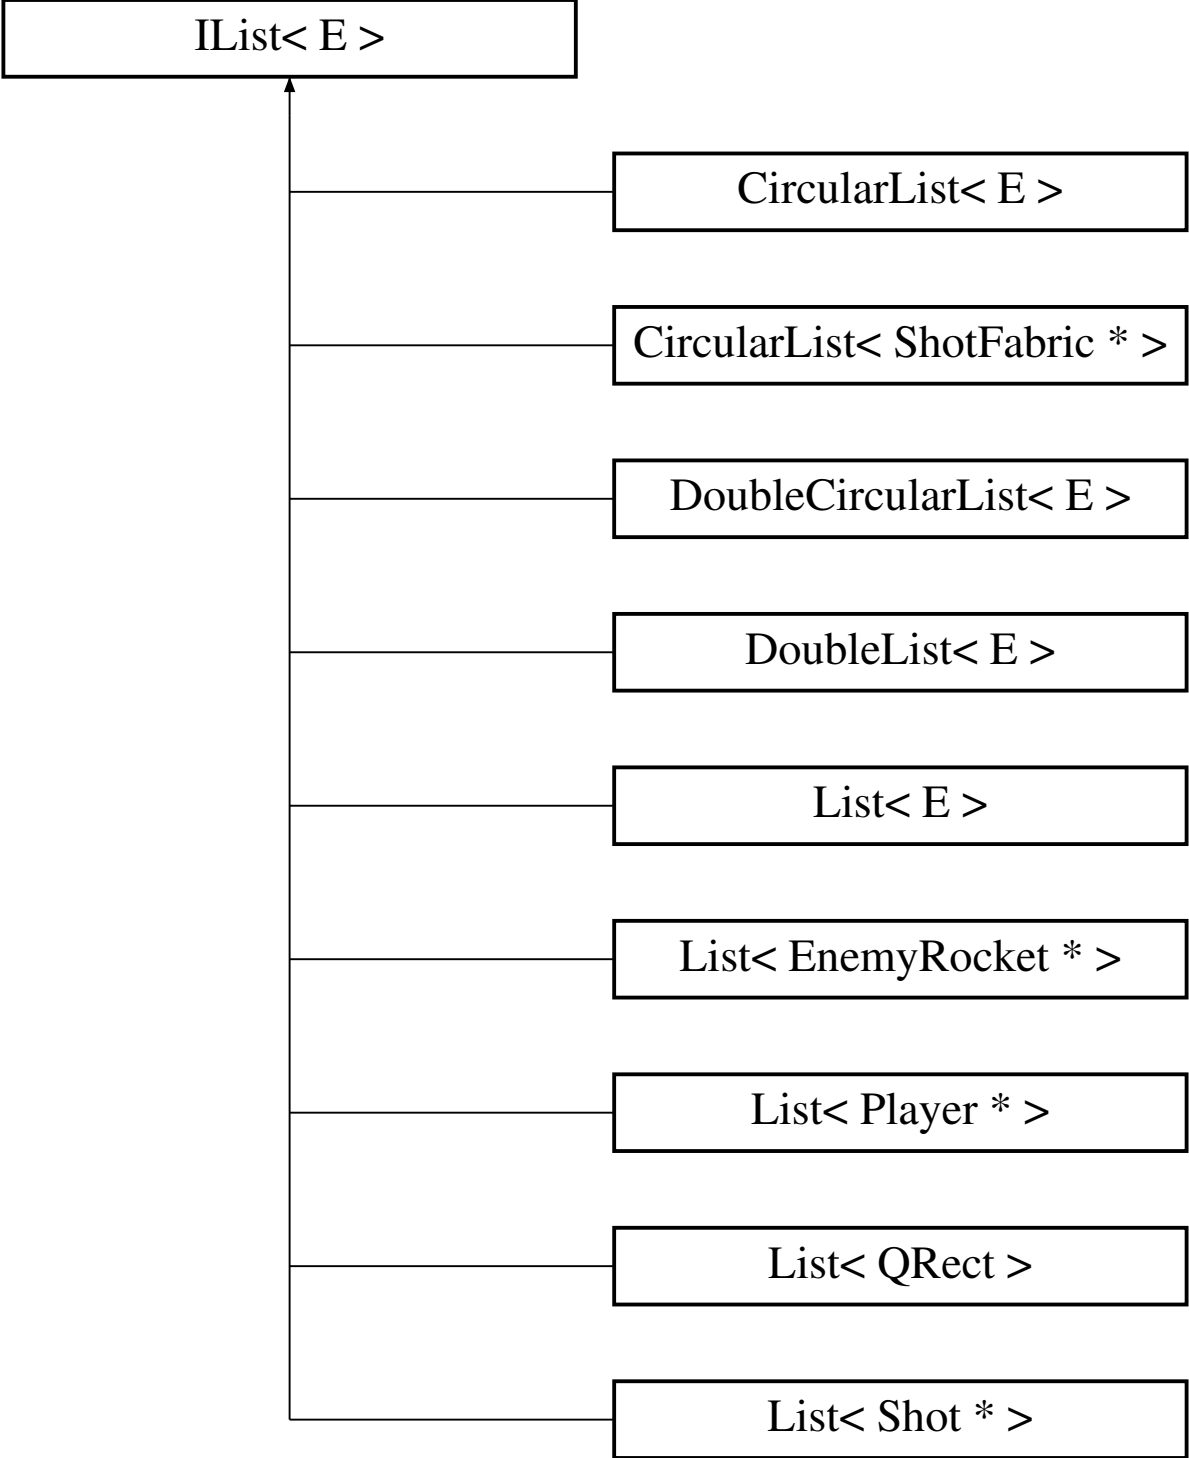 IList< E >
CircularList< E >
CircularList< ShotFabric * >
DoubleCircularList< E >
DoubleList< E >
List< E >
List< EnemyRocket * >
List< Player * >
List< QRect >
List< Shot * >